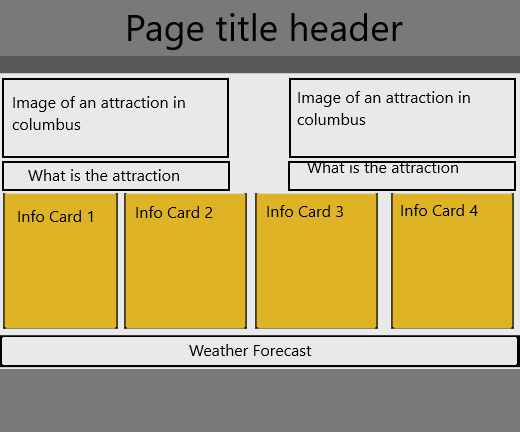 Page title header
Image of an attraction in
columbus
Image of an attraction in
columbus
What is the attraction
What is the attraction
Info Card 1
Info Card 2
Info Card 3
Info Card 4
Weather Forecast